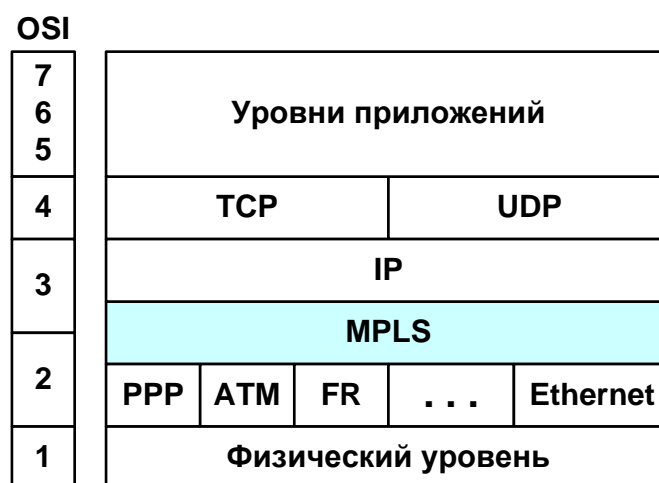 OSI
7
6
5
Уровни приложений
4
TCP
UDP
3
IP
MPLS
2
PPP
ATM
FR
. . .
Ethernet
1
Физический уровень